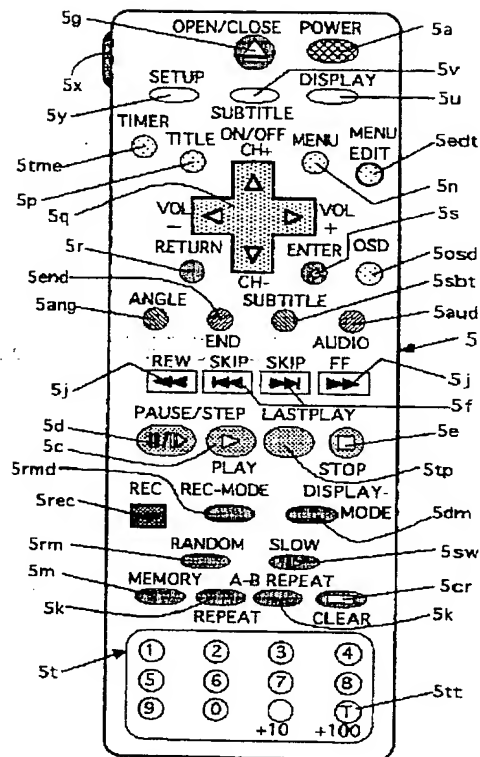 5g OPEN/CLOSE POWER 5a
5x
SETUP 5v DISPLAY
5y SUBTITLE 5u
TIMER ON/OFF MENU
TITLE CH+ MENU EDIT 5edt
5tme
5p 5n
5q VOL VOL
- + 5s
5r RETURN ENTER OSD
5osd
5end CH- SUBTITLE 5sbt
5ang ANGLE
END AUDIO 5aud
5
REW SKIP SKIP FF
5j 5j
5f
PAUSE/STEP LASTPLAY
5d
5c 5e
PLAY STOP
5rmd 5tp
REC REC-MODE DISPLAY-
5rec MODE 5dm
RANDOM SLOW
5rm 5sw
5m MEMORY A-B REPEAT 5cr
5k REPEAT CLEAR 5k
5t
1 2 3 4
5 6 7 8
5tt
9 0 T
+10 +100